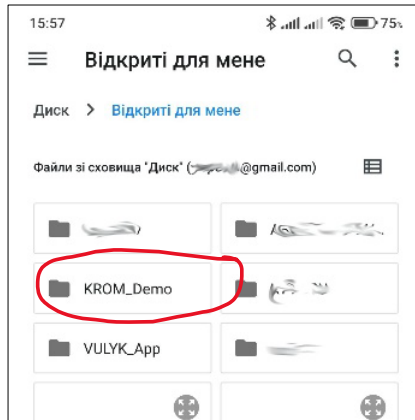 15:57 75%
Відкриті для мене
Диск > Відкриті для мене
Файли зі сховища "Диск" ( @gmail.com)
KROM_Demo
VULYK_App